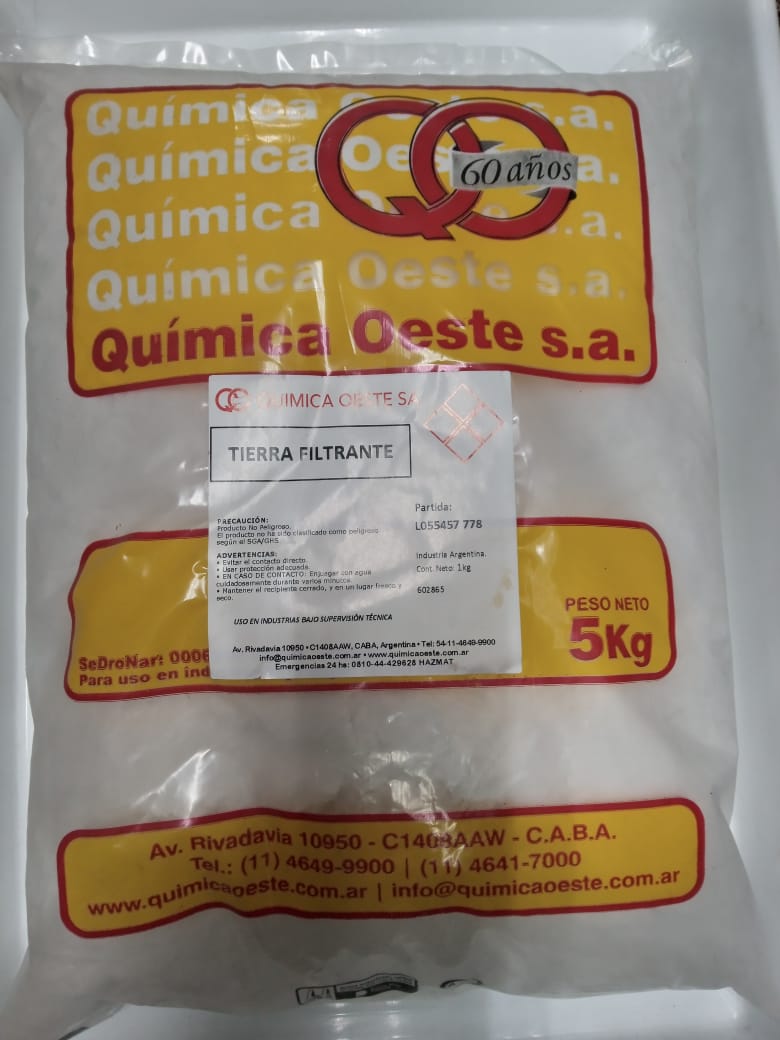 Química Oeste s.a.
Química Oeste s.a.
60 años
Química Oeste s.a.
Química Oeste s.a.
Química Oeste s.a.
QUIMICA OESTE SA
TIERRA FILTRANTE
PRECAUCIÓN:
Producto No Peligroso.
El producto no ha sido clasificado como peligroso
según el SGA/GHS.
ADVERTENCIAS:
• Evitar el contacto directo.
• Usar protección adecuada.
• EN CASO DE CONTACTO: Enjuagar con agua
cuidadosamente durante varios minutos.
• Mantener el recipiente cerrado, y en un lugar fresco y
seco.
Partida:
L055457 778
Industria Argentina.
Cont. Neto: 1kg
602865
USO EN INDUSTRIAS BAJO SUPERVISIÓN TÉCNICA
Av. Rivadavia 10950 • C1408AAW, CABA, Argentina • Tel: 54-11-4649-9900
info@quimicaoeste.com.ar • www.quimicaoeste.com.ar
Emergencias 24 hs: 0810-44-429628 HAZMAT
PESO NETO
5Kg
SeDroNar: 0006
Para uso en ind
Av. Rivadavia 10950 - C1408AAW - C.A.B.A.
Tel.: (11) 4649-9900 | (11) 4641-7000
www.quimicaoeste.com.ar | info@quimicaoeste.com.ar